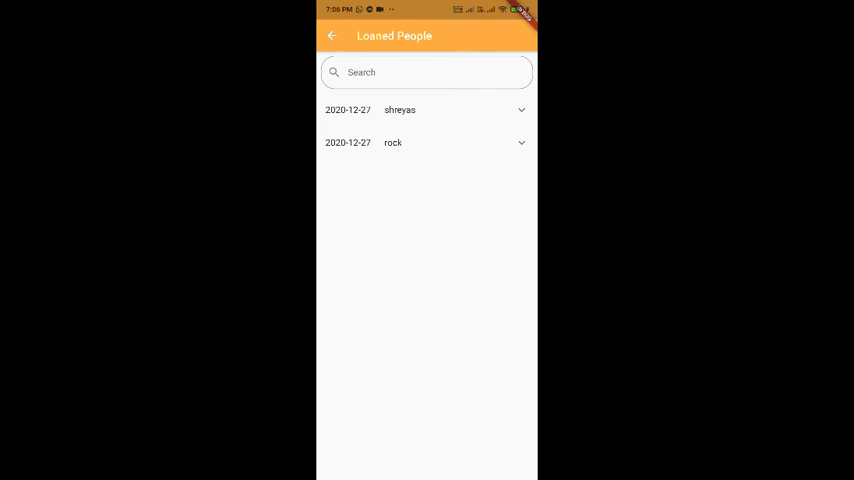 7:06 PM
Loaned People
Search
2020-12-27 shreyas
2020-12-27 rock